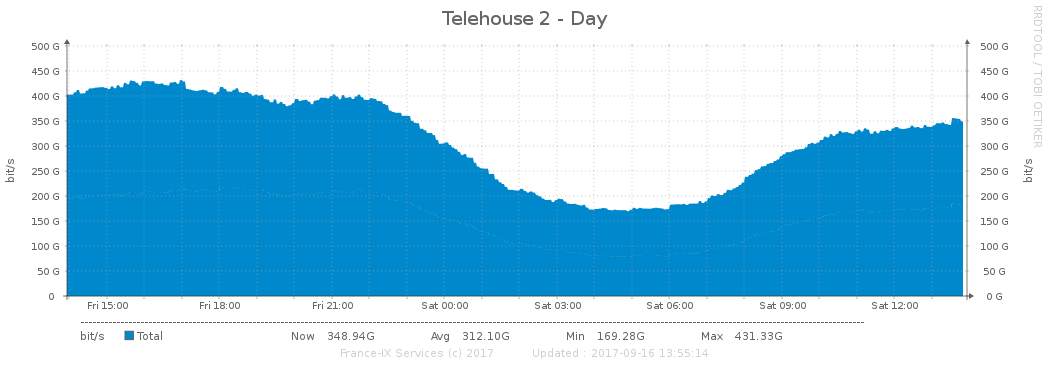 Telehouse 2 - Day
RRDTOOL / TOBI OETIKER
500 G 500 G
450 G 450 G
400 G 400 G
350 G 350 G
300 G 300 G
250 G 250 G
200 G 200 G
150 G 150 G
100 G 100 G
50 G 50 G
0 0 G
bit/s bit/s
Fri 15:00 Fri 18:00 Fri 21:00 Sat 00:00 Sat 03:00 Sat 06:00 Sat 09:00 Sat 12:00
bit/s Total Now 348.94G Avg 312.10G Min 169.28G Max 431.33G
France-IX Services (c) 2017 Updated : 2017-09-16 13:55:14